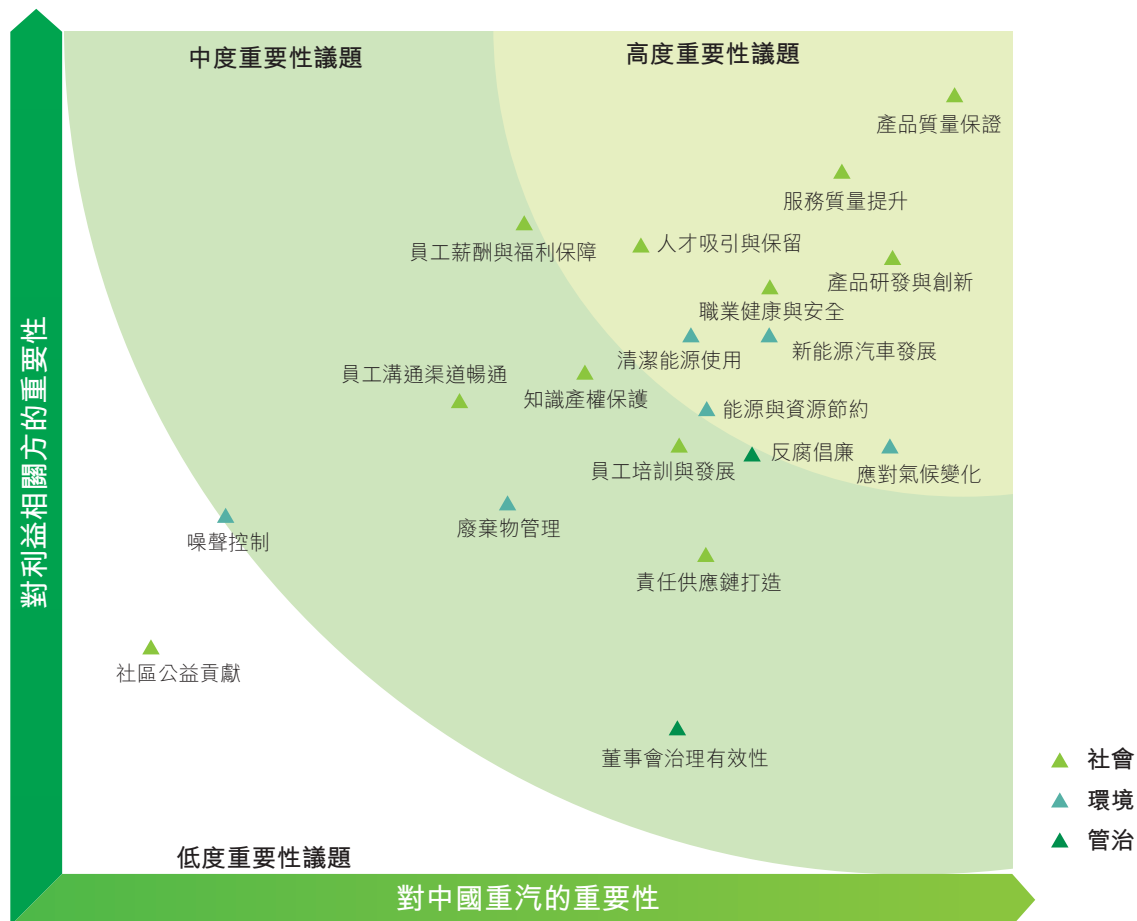 中度重要性議題
高度重要性議題
產品質量保證
服務質量提升
員工薪酬與福利保障
人才吸引與保留
產品研發與創新
職業健康與安全
清潔能源使用
新能源汽車發展
員工溝通渠道暢通
知識產權保護
能源與資源節約
員工培訓與發展
反腐倡廉
應對氣候變化
噪聲控制
廢棄物管理
責任供應鏈打造
社區公益貢獻
董事會治理有效性
低度重要性議題
對利益相關方的重要性
對中國重汽的重要性
社會
環境
管治